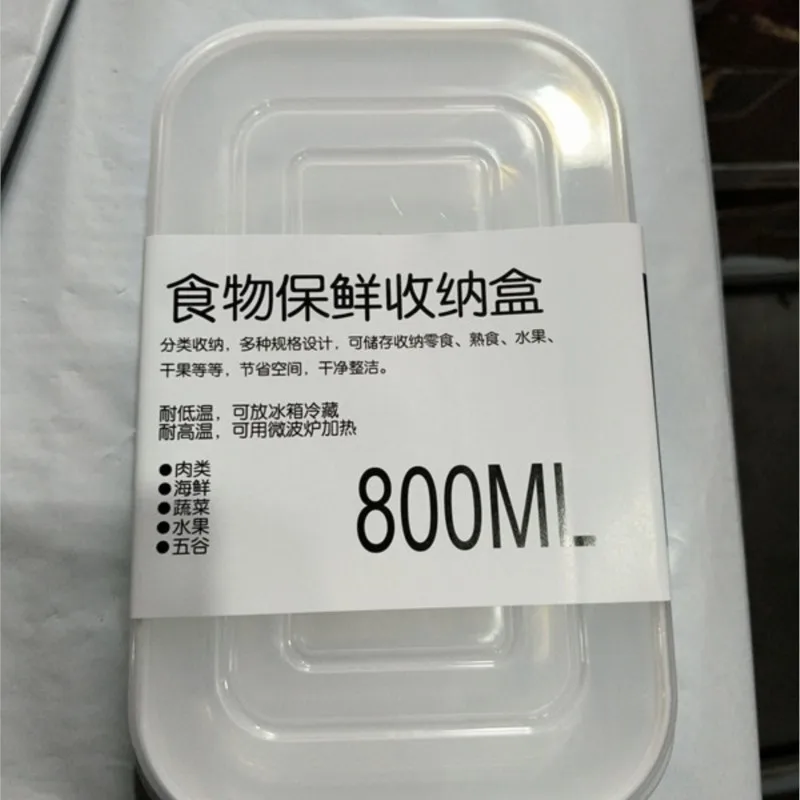 食物保鲜收纳盒
分类收纳，多种规格设计，可储存收纳零食、熟食、水果、
干果等等，节省空间，干净整洁。
耐低温，可放冰箱冷藏
耐高温，可用微波炉加热
●肉类
●海鲜
●蔬菜
●水果
●五谷
800ML